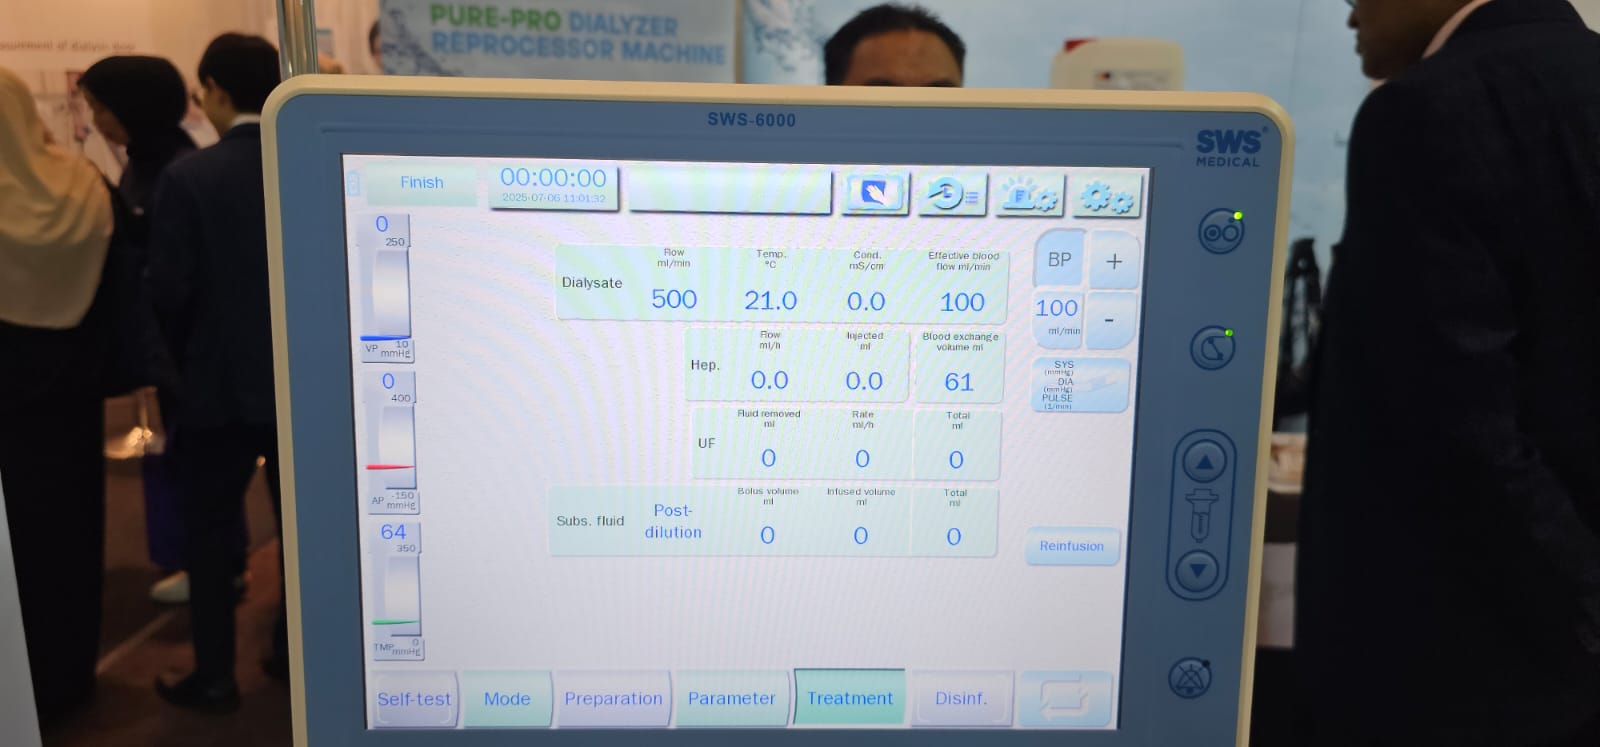 asurement of dialysis dose
PURE-PRO DIALYZER
REPROCESSOR MACHINE
SWS-6000
SWS®
MEDICAL
Finish
00:00:00
2025-07-06 11:01:32
0
250
VP 10
mmHg
0
400
AP -150
mmHg
64
350
TMP 0
mmHg
Dialysate
Flow
ml/min
500
Temp.
°C
21.0
Cond.
mS/cm
0.0
Effective blood
flow ml/min
100
Hep.
Flow
ml/h
0.0
Injected
ml
0.0
Blood exchange
volume ml
61
UF
Fluid removed
ml
0
Rate
ml/h
0
Total
ml
0
Subs. fluid
Post-
dilution
Bolus volume
ml
0
Infused volume
ml
0
Total
ml
0
BP
+
100
ml/min
-
SYS
(mmHg)
DIA
(mmHg)
PULSE
(1/min)
Reinfusion
Self-test
Mode
Preparation
Parameter
Treatment
Disinf.